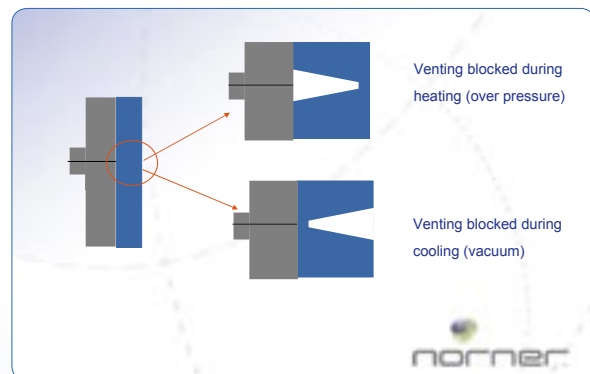 Venting blocked during
heating (over pressure)
Venting blocked during
cooling (vacuum)
norner